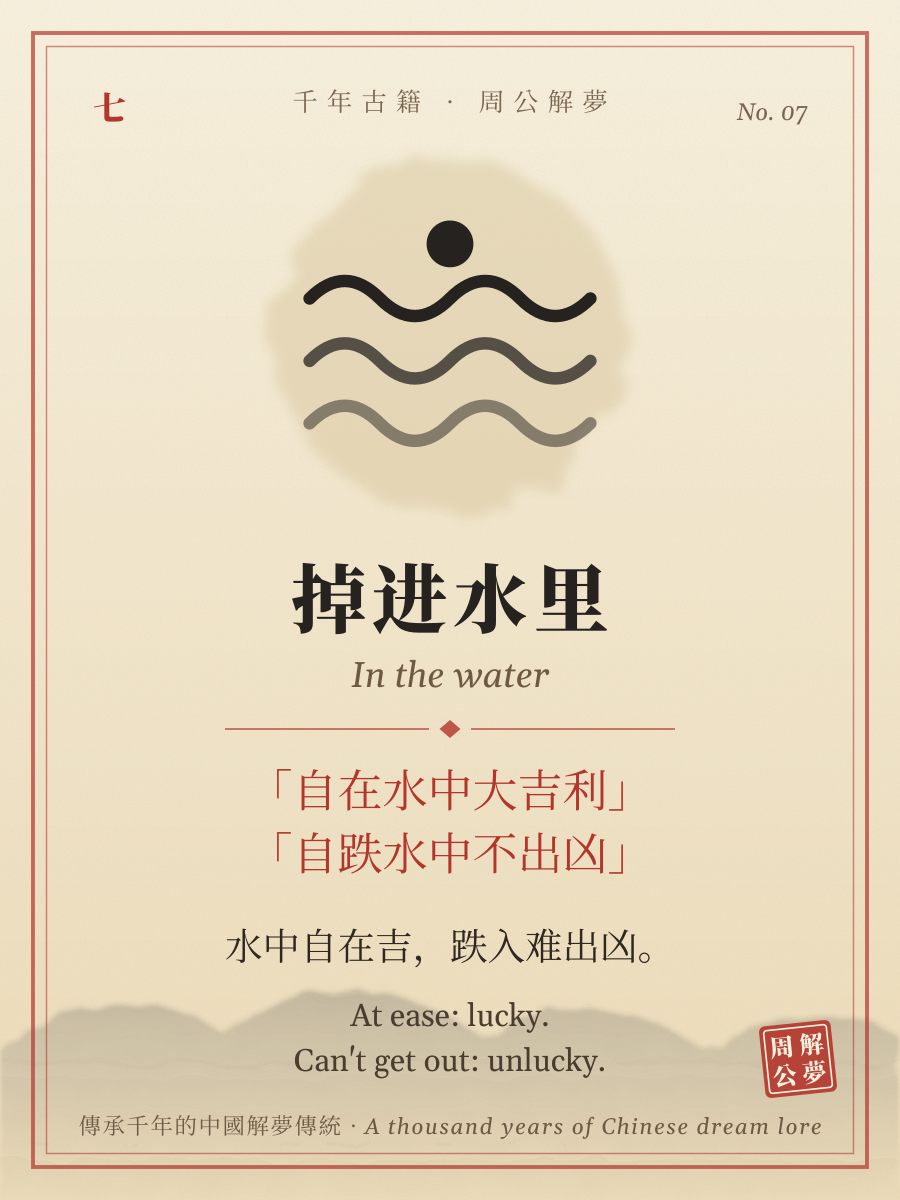 七
千年古籍 · 周公解夢
No. 07
掉进水里
In the water
「自在水中大吉利」
「自跌水中不出凶」
水中自在吉，跌入难出凶。
At ease: lucky.
Can't get out: unlucky.
周解
公夢
傳承千年的中國解夢傳統 · A thousand years of Chinese dream lore